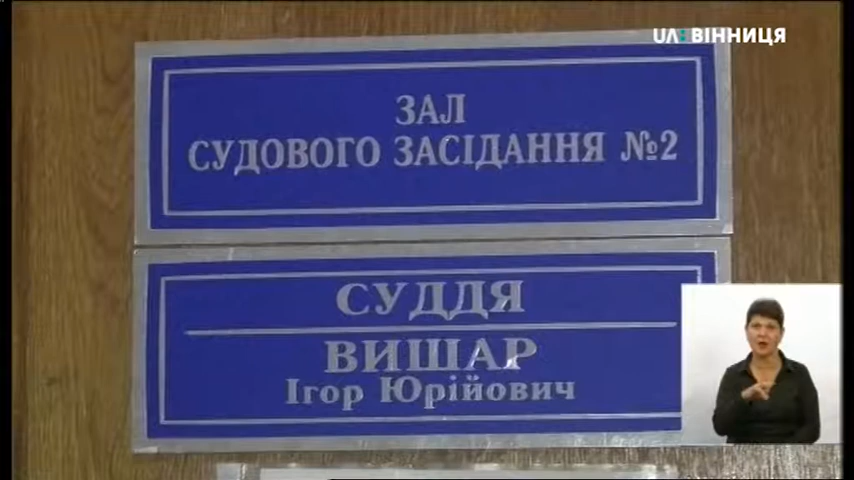 UA:ВІННИЦЯ
ЗАЛ
СУДОВОГО ЗАСІДАННЯ №2
СУДДЯ
ВИШАР
Ігор Юрійович